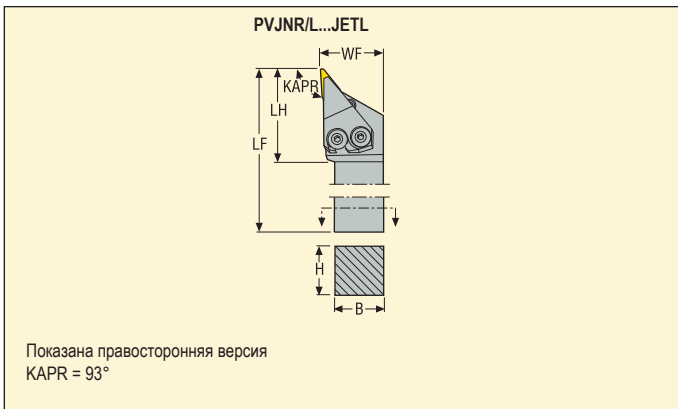 PVJNR/L...JETL
WF
KAPR
LH
LF
H
B
Показана правосторонняя версия
KAPR = 93°